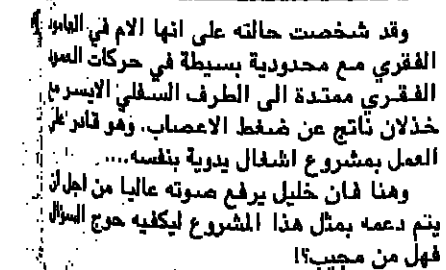 وقد شخصت حالته على انها الام في العامود
الفقري مع محدودية بسيطة في حركات العمود
الفقري ممتدة الى الطرف السفلي الايسر مع
خذلان ناتج عن ضغط الاعصاب. وهو قادر على
العمل بمشروع اشغال يدوية بنفسه....
وهنا فان خليل يرفع صوته عاليا من اجل ان
يتم دعمه بمثل هذا المشروع ليكفيه حوج السؤال
فهل من مجيب؟!